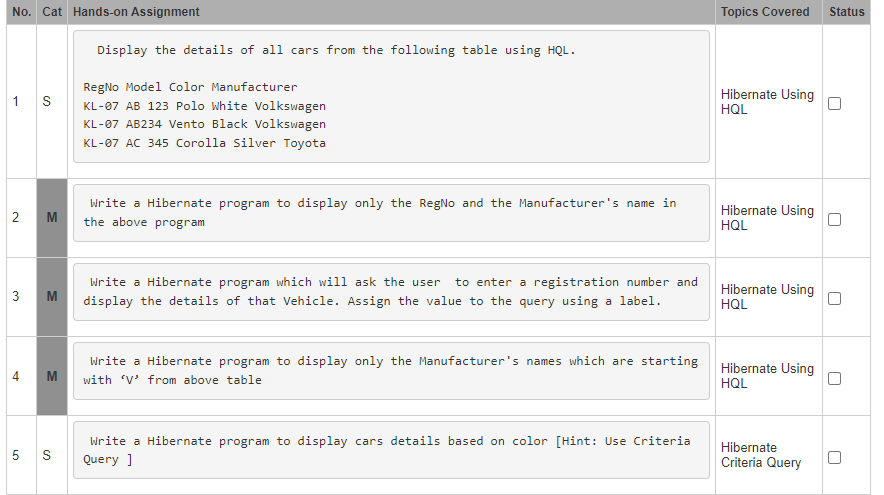 No. Cat Hands-on Assignment Topics Covered Status
1 S
Display the details of all cars from the following table using HQL.
RegNo Model Color Manufacturer
KL-07 AB 123 Polo White Volkswagen
KL-07 AB234 Vento Black Volkswagen
KL-07 AC 345 Corolla Silver Toyota
Hibernate Using
HQL
2 M
Write a Hibernate program to display only the RegNo and the Manufacturer's name in
the above program
Hibernate Using
HQL
3 M
Write a Hibernate program which will ask the user  to enter a registration number and
display the details of that Vehicle. Assign the value to the query using a label.
Hibernate Using
HQL
4 M
Write a Hibernate program to display only the Manufacturer's names which are starting
with ‘V’ from above table
Hibernate Using
HQL
5 S
Write a Hibernate program to display cars details based on color [Hint: Use Criteria
Query ]
Hibernate
Criteria Query